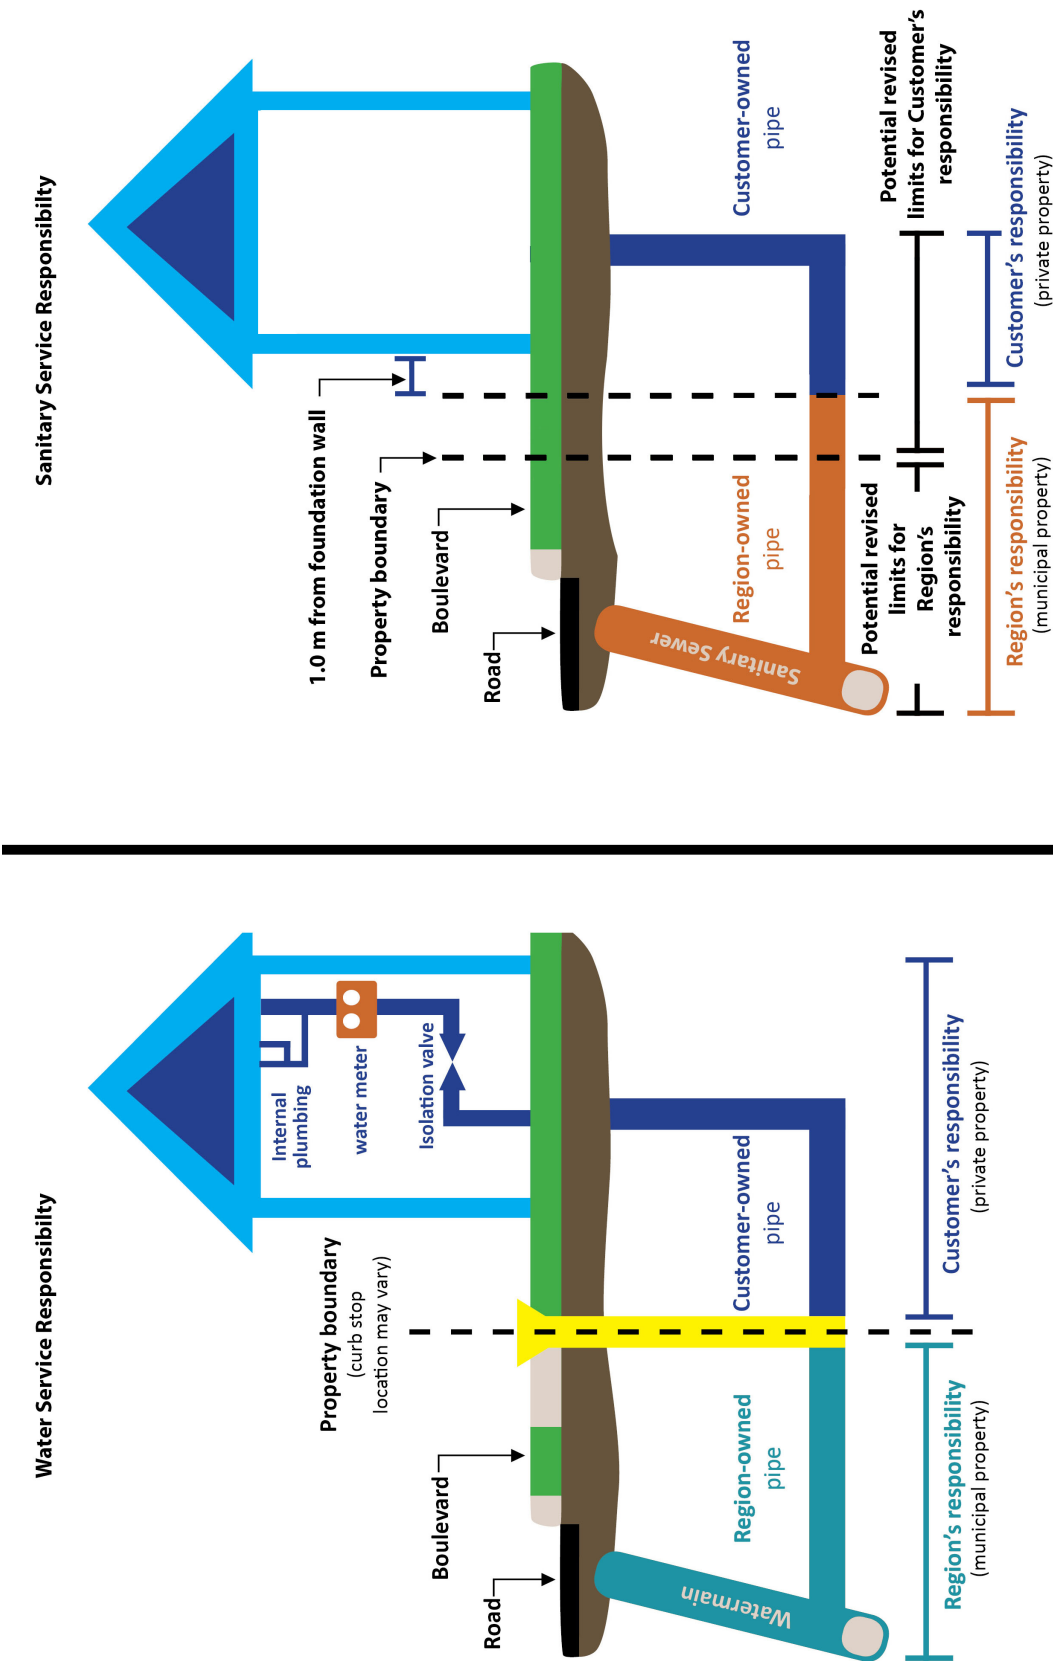 Water Service Responsibilty
Property boundary
(curb stop
location may vary)
Internal
plumbing
water meter
Isolation valve
Boulevard
Road
Watermain
Region-owned
pipe
Customer-owned
pipe
Region's responsibility
(municipal property)
Customer's responsibility
(private property)
Sanitary Service Responsibilty
1.0 m from foundation wall
Property boundary
Boulevard
Road
Sanitary Sewer
Region-owned
pipe
Customer-owned
pipe
Potential revised
limits for
Region's
responsibility
Potential revised
limits for Customer's
responsibility
Region's responsibility
(municipal property)
Customer's responsibility
(private property)